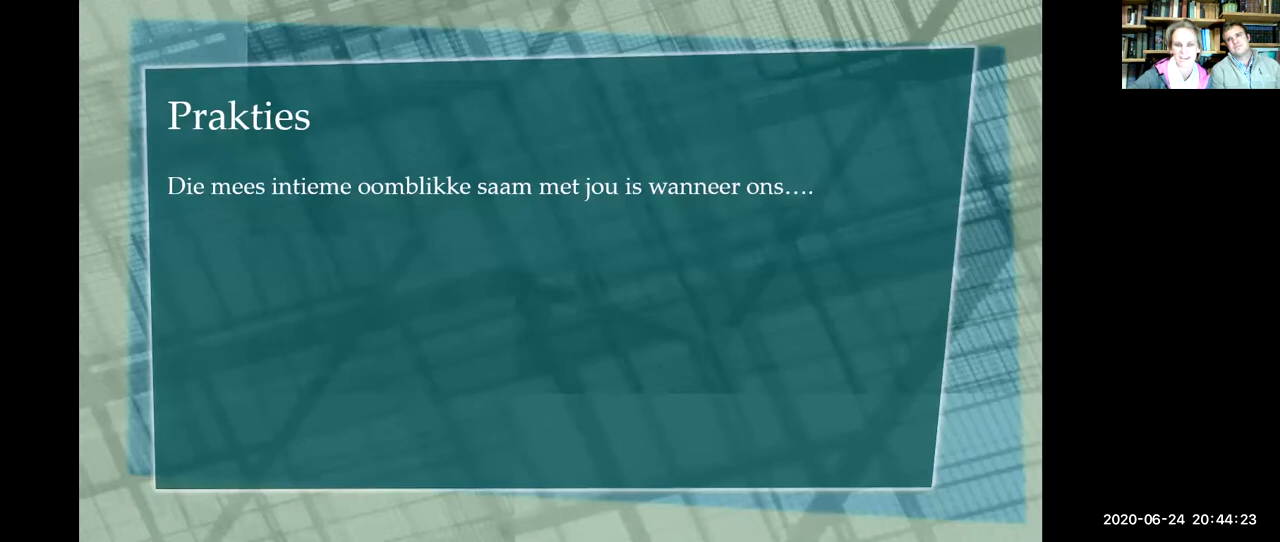 Prakties
Die mees intieme oomblikke saam met jou is wanneer ons….
2020-06-24 20:44:23